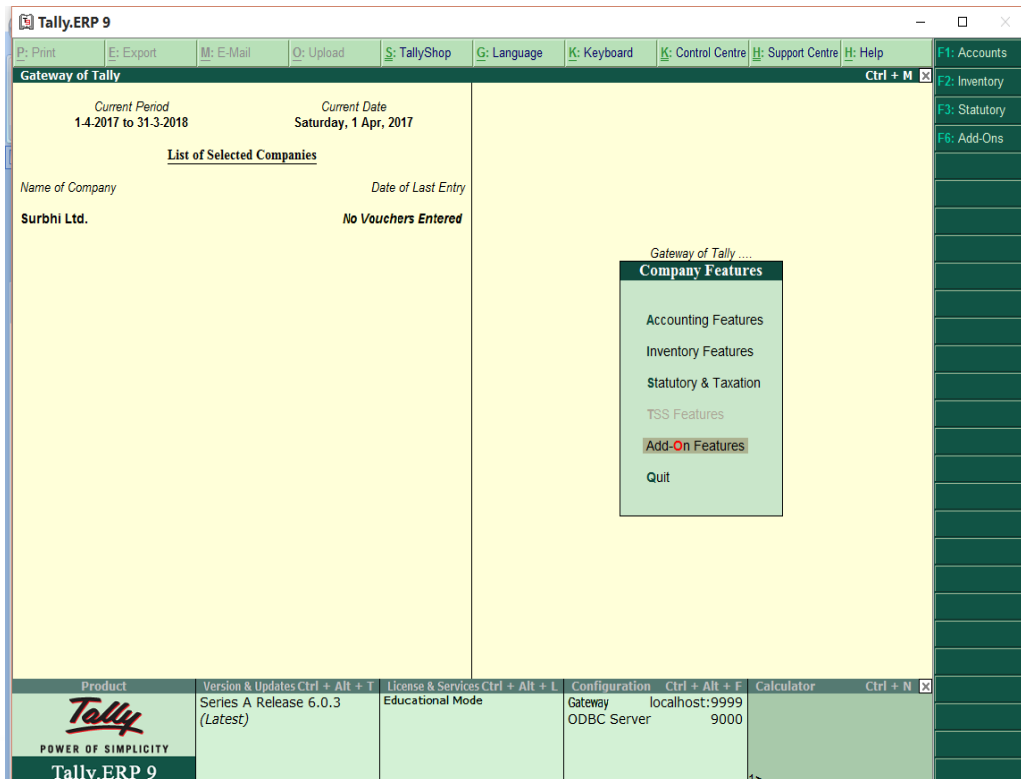 Tally.ERP 9
P: Print E: Export M: E-Mail O: Upload S: TallyShop G: Language K: Keyboard K: Control Centre H: Support Centre H: Help
Gateway of Tally Ctrl + M
F1: Accounts
F2: Inventory
F3: Statutory
F6: Add-Ons
Current Period Current Date
1-4-2017 to 31-3-2018 Saturday, 1 Apr, 2017
List of Selected Companies
Name of Company Date of Last Entry
Surbhi Ltd. No Vouchers Entered
Gateway of Tally ....
Company Features
Accounting Features
Inventory Features
Statutory & Taxation
TSS Features
Add-On Features
Quit
Product Version & Updates Ctrl + Alt + T License & Services Ctrl + Alt + L Configuration Ctrl + Alt + F Calculator Ctrl + N
Tally
POWER OF SIMPLICITY
Tally.ERP 9
Series A Release 6.0.3
(Latest)
Educational Mode
Gateway localhost:9999
ODBC Server 9000
1>